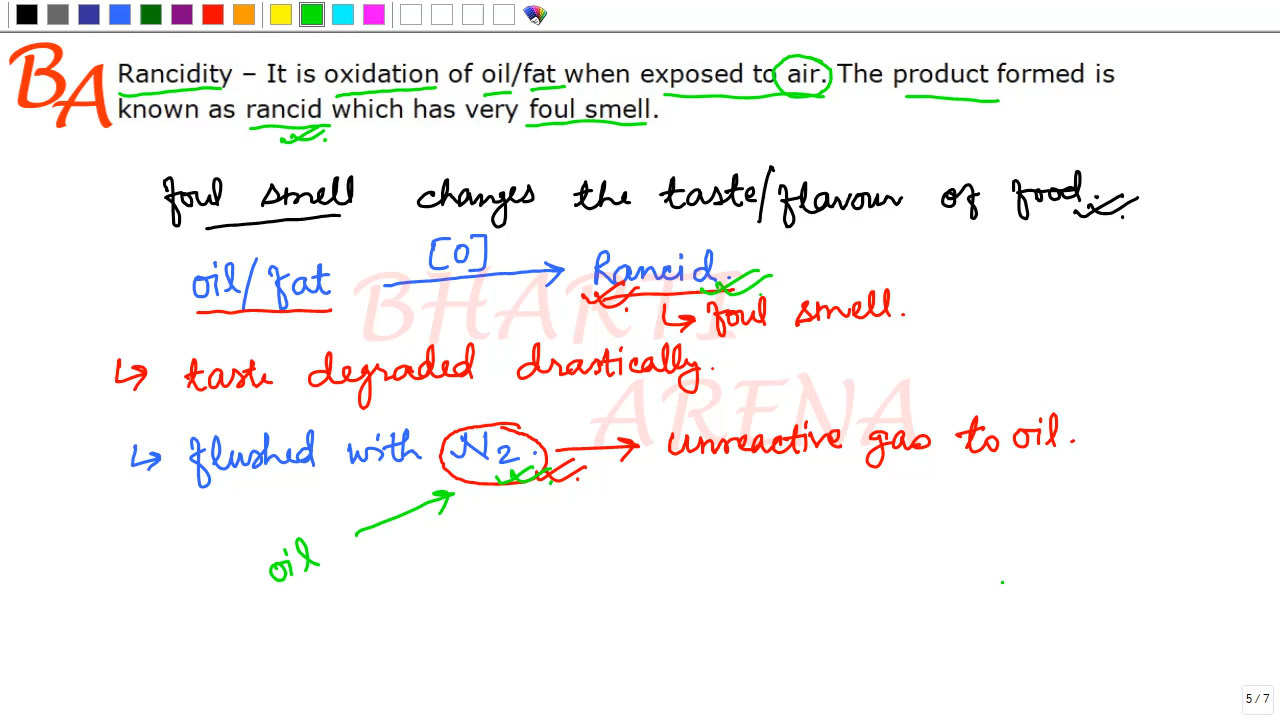 BA
Rancidity – It is oxidation of oil/fat when exposed to air. The product formed is
known as rancid which has very foul smell.
foul smell changes the taste/flavour of food.
oil/fat [O] Rancid.
↳ foul smell.
BHARTI
↳ taste degraded drastically.
ARENA
↳ flushed with N2. → unreactive gas to oil.
oil
5 / 7